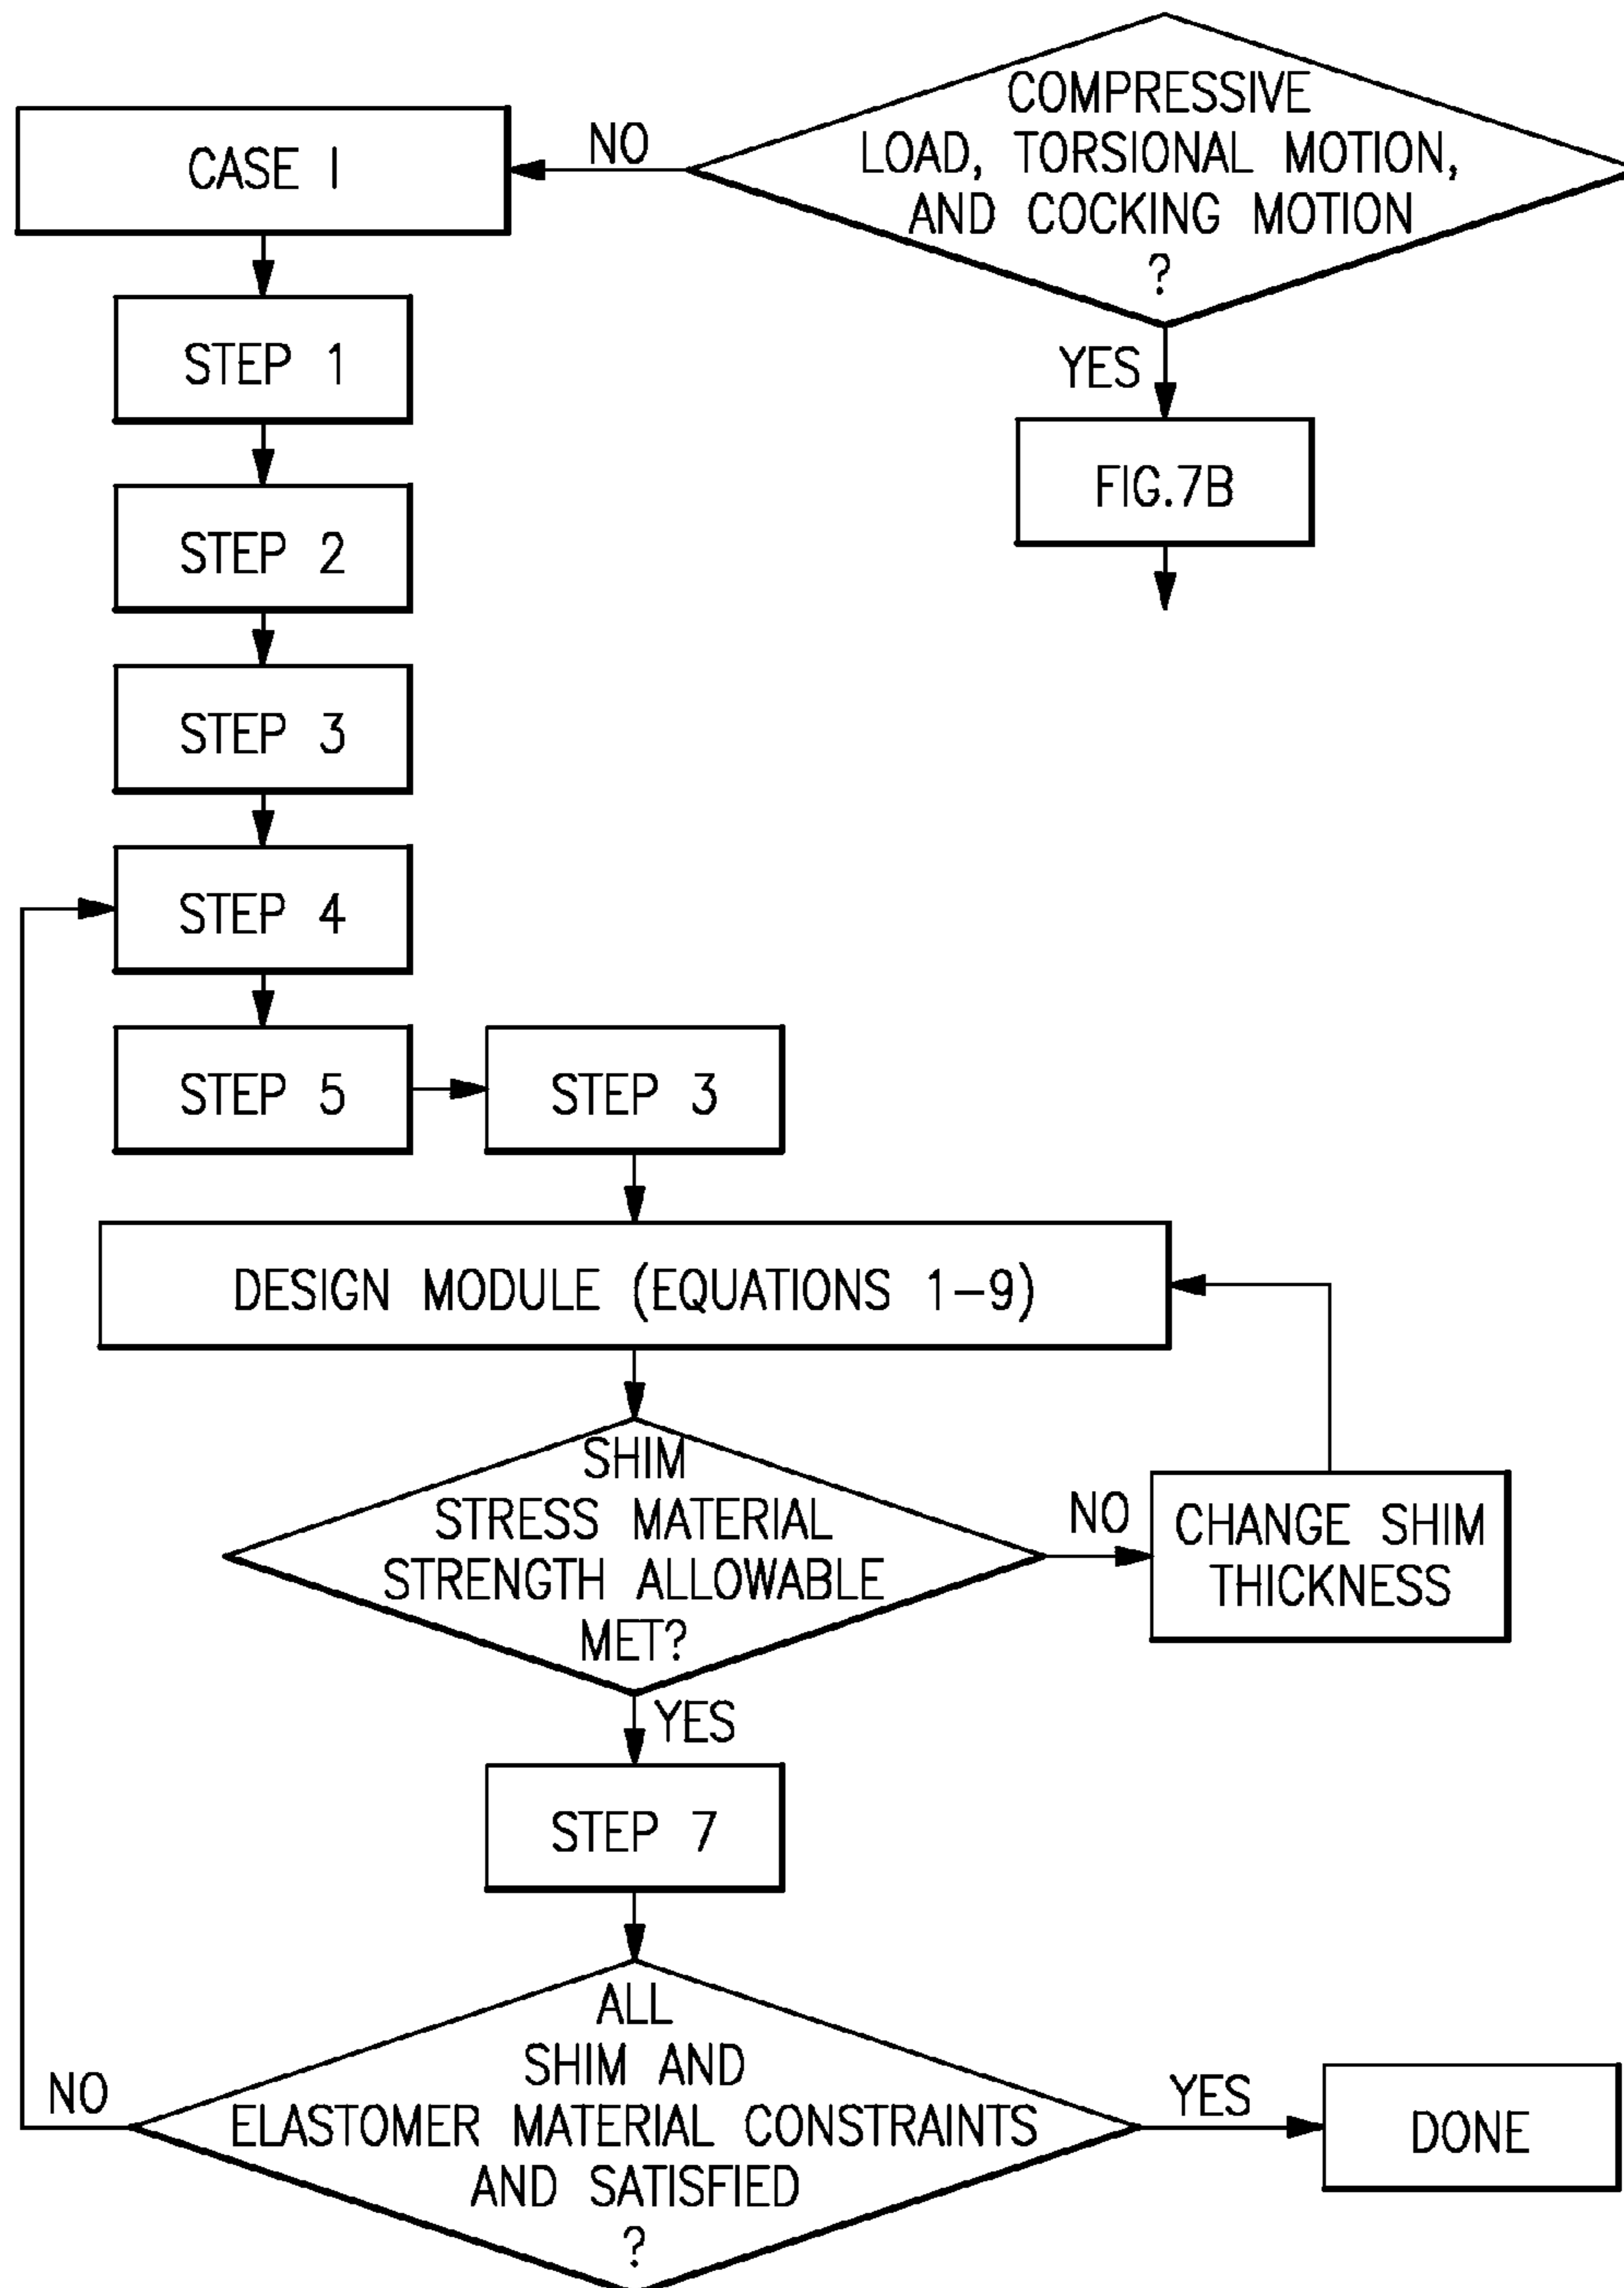 COMPRESSIVE
LOAD, TORSIONAL MOTION,
AND COCKING MOTION
?
NO
CASE I
YES
FIG.7B
STEP 1
STEP 2
STEP 3
STEP 4
STEP 5
STEP 3
DESIGN MODULE (EQUATIONS 1-9)
SHIM
STRESS MATERIAL
STRENGTH ALLOWABLE
MET?
NO
CHANGE SHIM
THICKNESS
YES
STEP 7
ALL
SHIM AND
ELASTOMER MATERIAL CONSTRAINTS
AND SATISFIED
?
NO
YES
DONE